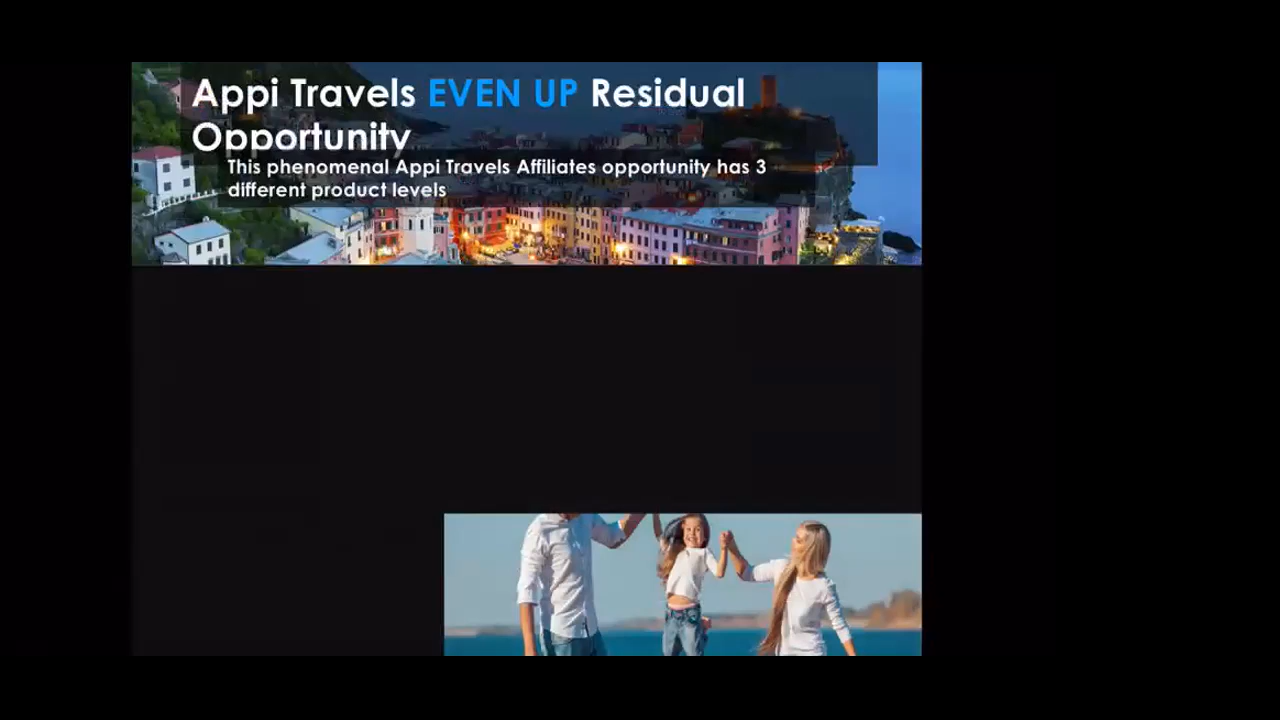 Appi Travels EVEN UP Residual
Opportunity
This phenomenal Appi Travels Affiliates opportunity has 3
different product levels